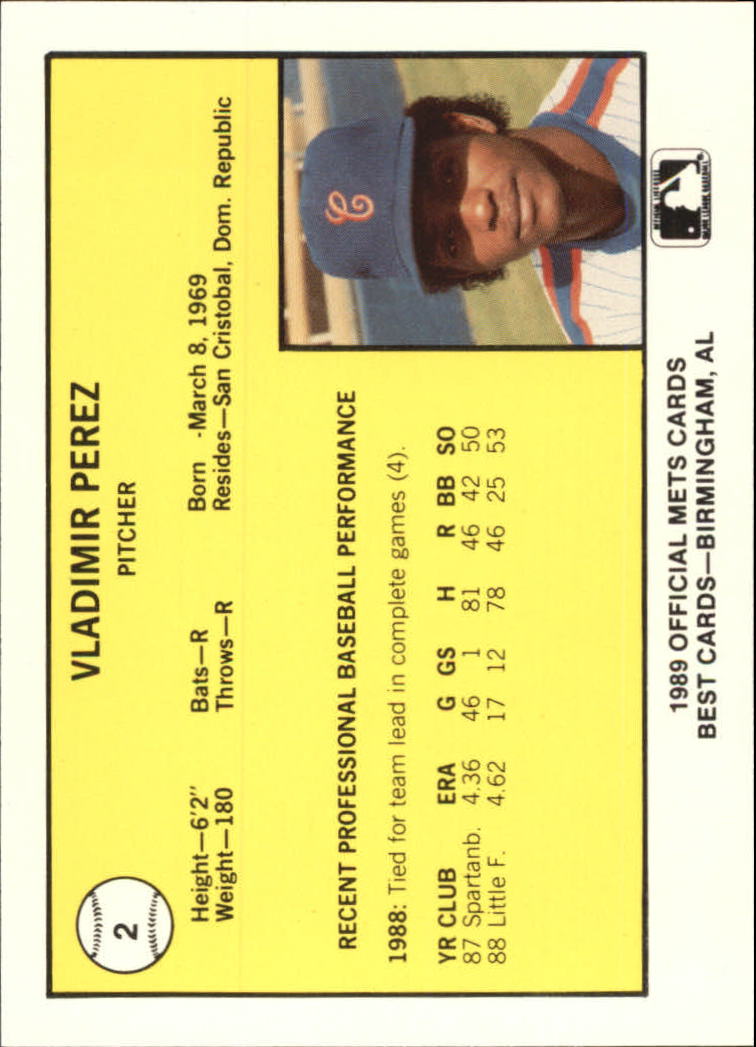 2
VLADIMIR PEREZ
PITCHER
Height—6'2" Bats—R Born -March 8, 1969
Weight—180 Throws—R Resides—San Cristobal, Dom. Republic
RECENT PROFESSIONAL BASEBALL PERFORMANCE
1988: Tied for team lead in complete games (4).
YR CLUB ERA G GS H R BB SO
87 Spartanb. 4.36 46 1 81 46 42 50
88 Little F. 4.62 17 12 78 46 25 53
E
1989 OFFICIAL METS CARDS
BEST CARDS—BIRMINGHAM, AL